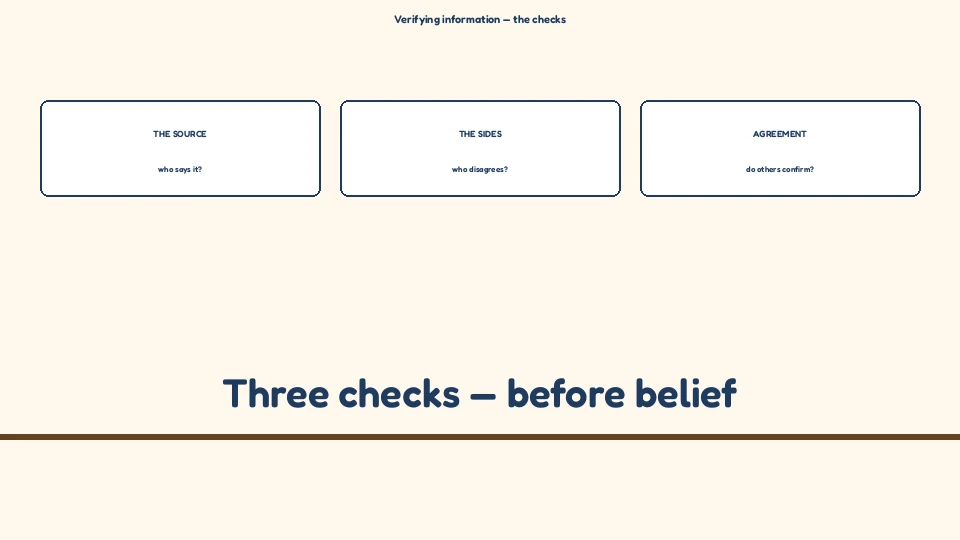 Verifying information — the checks
THE SOURCE
who says it?
THE SIDES
who disagrees?
AGREEMENT
do others confirm?
Three checks — before belief